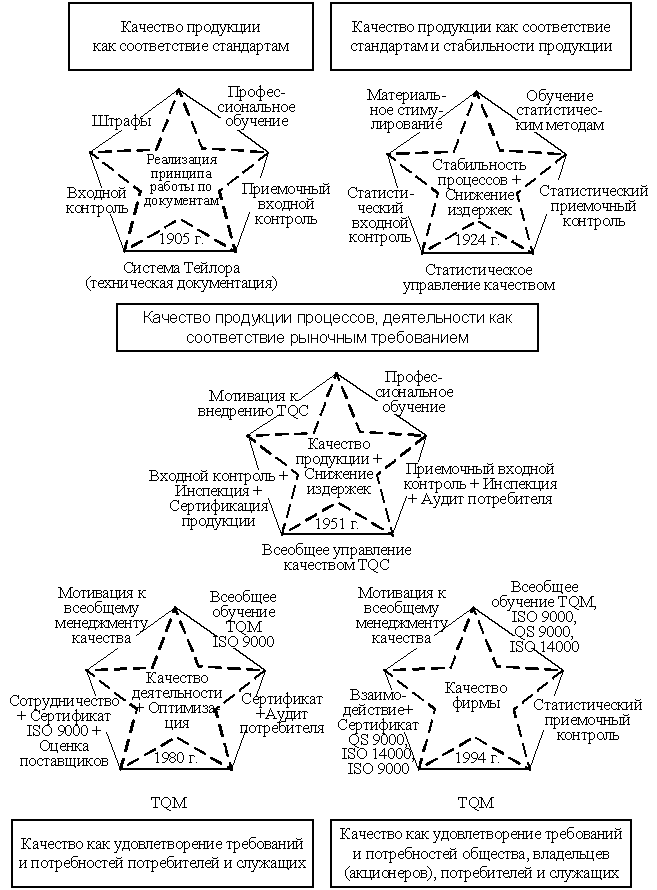 Качество продукции
как соответствие стандартам
Качество продукции как соответствие
стандартам и стабильности продукции
Штрафы
Профес-
сиональное
обучение
Реализация
принципа
работы по
документам
Входной
контроль
Приемочный
входной
контроль
1905 г.
Система Тейлора
(техническая документация)
Материаль-
ное стиму-
лирование
Обучение
статистичес-
ким методам
Стабильность
процессов +
Снижение
издержек
Статисти-
ческий
входной
контроль
Статистический
приемочный
контроль
1924 г.
Статистическое
управление качеством
Качество продукции процессов, деятельности как
соответствие рыночным требованием
Мотивация к
внедрению TQC
Профес-
сиональное
обучение
Качество
продукции +
Снижение
издержек
Входной контроль +
Инспекция +
Сертификация
продукции
Приемочный входной
контроль + Инспекция
+ Аудит потребителя
1951 г.
Всеобщее управление
качеством TQC
Мотивация к
всеобщему
менеджменту
качества
Всеобщее
обучение
TQM
ISO 9000
Качество
деятельности
+ Оптимиза-
ция
Сотрудничество
+ Сертификат
ISO 9000 +
Оценка
поставщиков
Сертификат
+Аудит
потребителя
1980 г.
TQM
Качество как удовлетворение требований
и потребностей потребителей и служащих
Мотивация к
всеобщему
менеджменту
качества
Всеобщее
обучение TQM,
ISO 9000,
QS 9000,
ISO 14000
Качество
фирмы
Взаимо-
действие+
Сертификат
QS 9000,
ISO 14000,
ISO 9000
Статистический
приемочный
контроль
1994 г.
TQM
Качество как удовлетворение требований
и потребностей общества, владельцев
(акционеров), потребителей и служащих